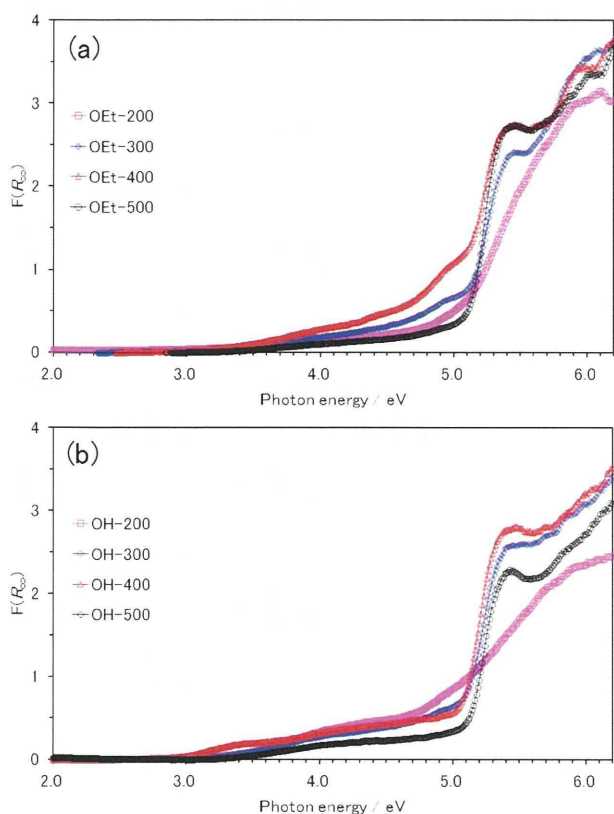 (a)
4
3
2
1
0
F(R∞)
OEt-200
OEt-300
OEt-400
OEt-500
2.0 3.0 4.0 5.0 6.0
Photon energy / eV
(b)
4
3
2
1
0
F(R∞)
OH-200
OH-300
OH-400
OH-500
2.0 3.0 4.0 5.0 6.0
Photon energy / eV